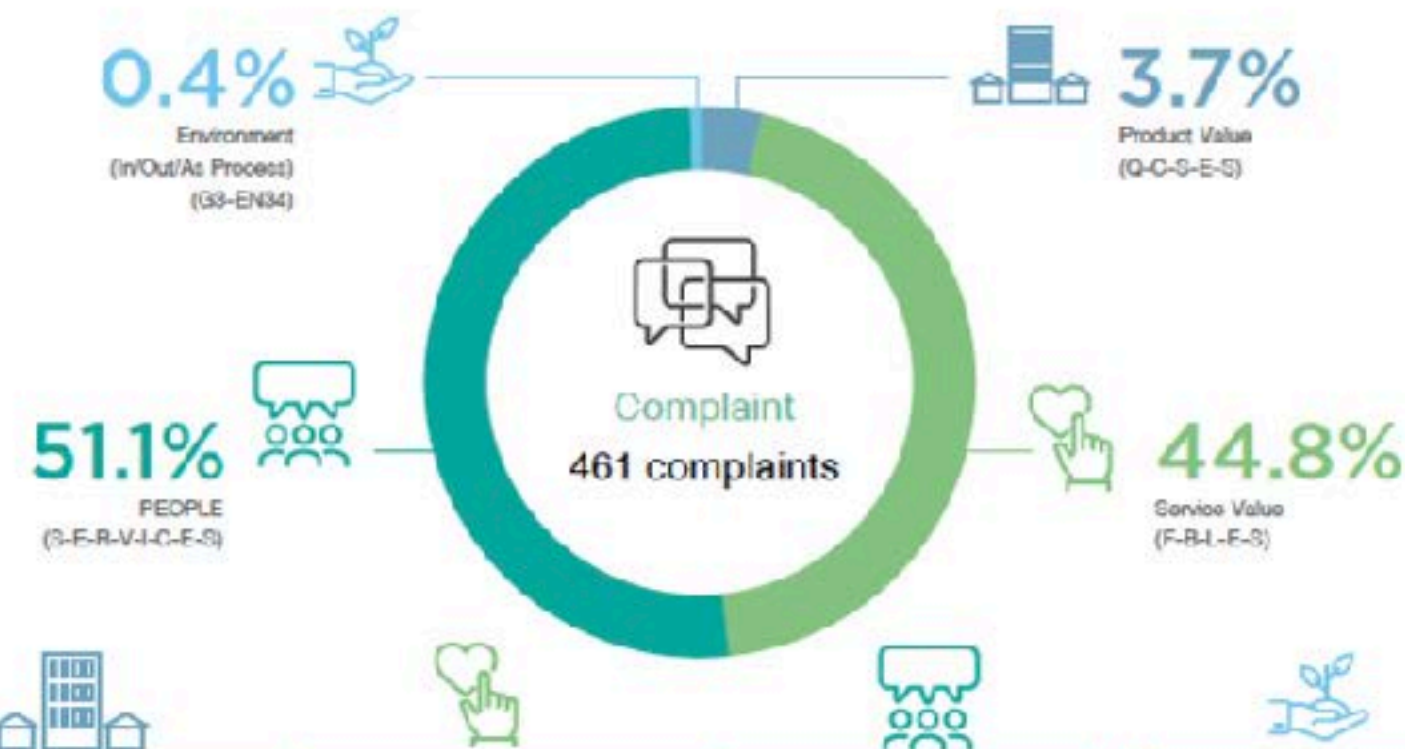 0.4%
Environment
(In/Out/As Process)
(G3-EN34)
3.7%
Product Value
(Q-C-S-E-S)
Complaint
461 complaints
51.1%
PEOPLE
(S-E-R-V-I-C-E-S)
44.8%
Service Value
(F-B-L-E-S)